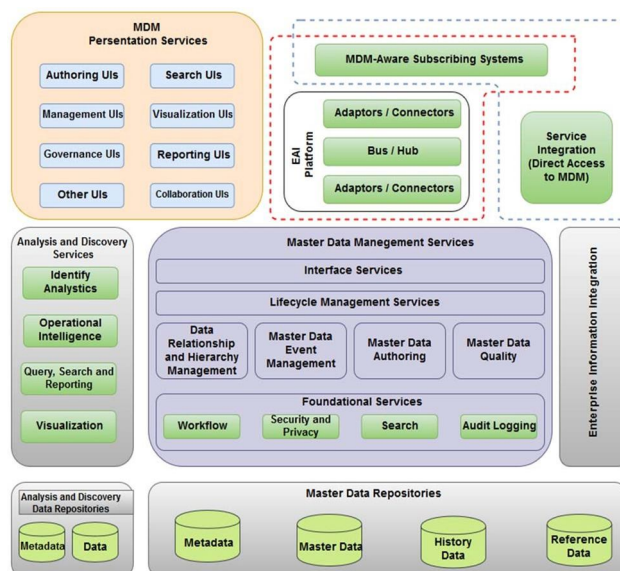 MDM
Persentation Services
Authoring UIs
Search UIs
Management UIs
Visualization UIs
Governance UIs
Reporting UIs
Other UIs
Collaboration UIs
MDM-Aware Subscribing Systems
EAI
Platform
Adaptors / Connectors
Bus / Hub
Adaptors / Connectors
Service
Integration
(Direct Access
to MDM)
Analysis and Discovery
Services
Identify
Analystics
Operational
Intelligence
Query, Search and
Reporting
Visualization
Master Data Management Services
Interface Services
Lifecycle Management Services
Data
Relationship
and Hierarchy
Management
Master Data
Event
Management
Master Data
Authoring
Master Data
Quality
Foundational Services
Workflow
Security and
Privacy
Search
Audit Logging
Enterprise Information Integration
Analysis and Discovery
Data Repositories
Metadata
Data
Master Data Repositories
Metadata
Master Data
History
Data
Reference
Data